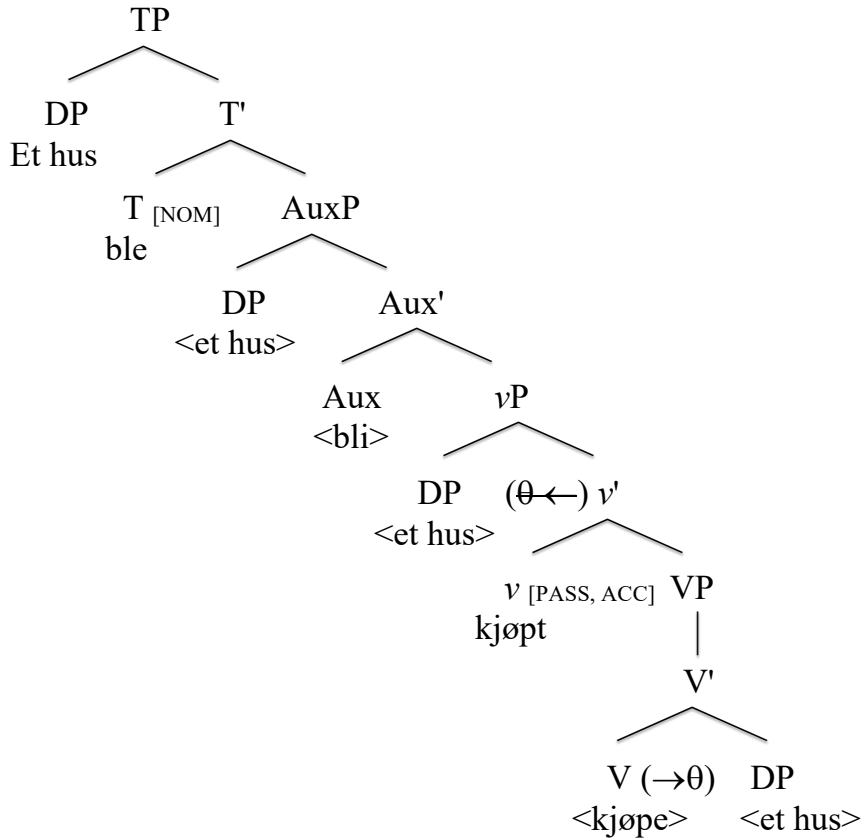 TP
DP T'
Et hus
T [NOM] AuxP
ble
DP Aux'
<et hus>
Aux vP
<bli>
DP (θ←) v'
<et hus>
v [PASS, ACC] VP
kjøpt
V'
V (→θ) DP
<kjøpe> <et hus>